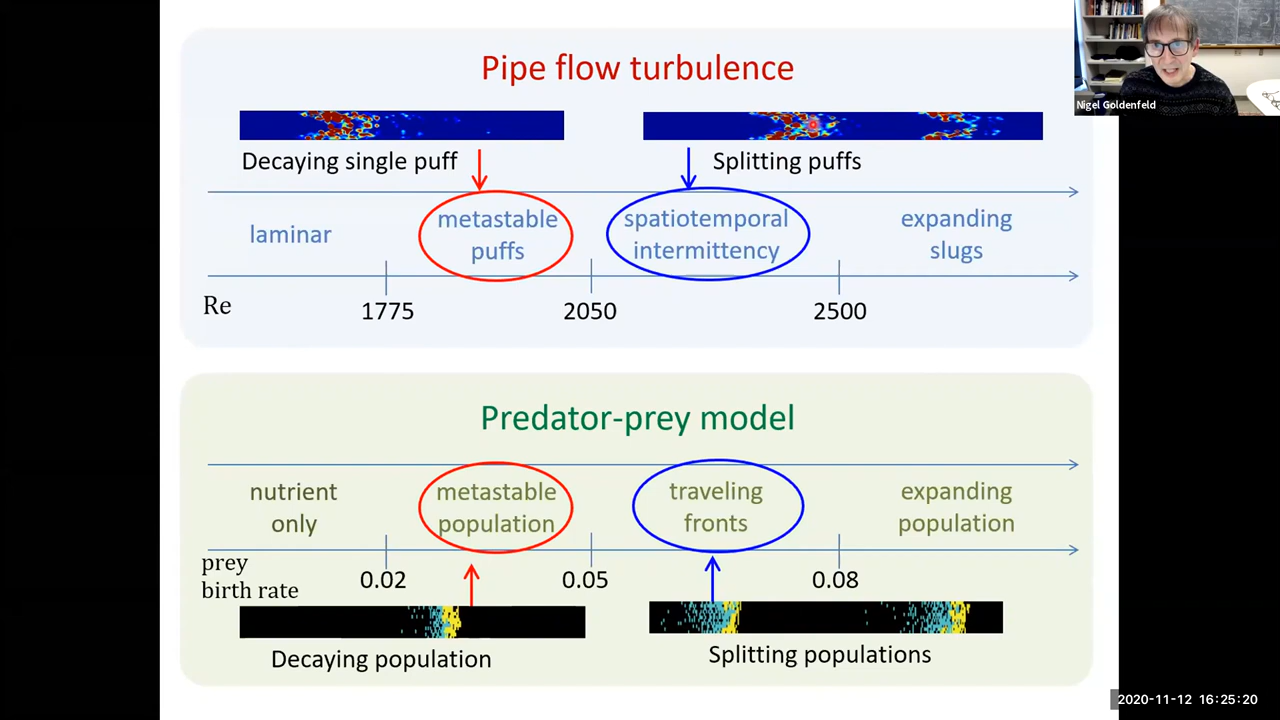 Pipe flow turbulence
Nigel Goldenfeld
Decaying single puff
Splitting puffs
laminar
metastable
puffs
spatiotemporal
intermittency
expanding
slugs
Re
1775
2050
2500
Predator-prey model
nutrient
only
metastable
population
traveling
fronts
expanding
population
prey
birth rate
0.02
0.05
0.08
Decaying population
Splitting populations
2020-11-12 16:25:20